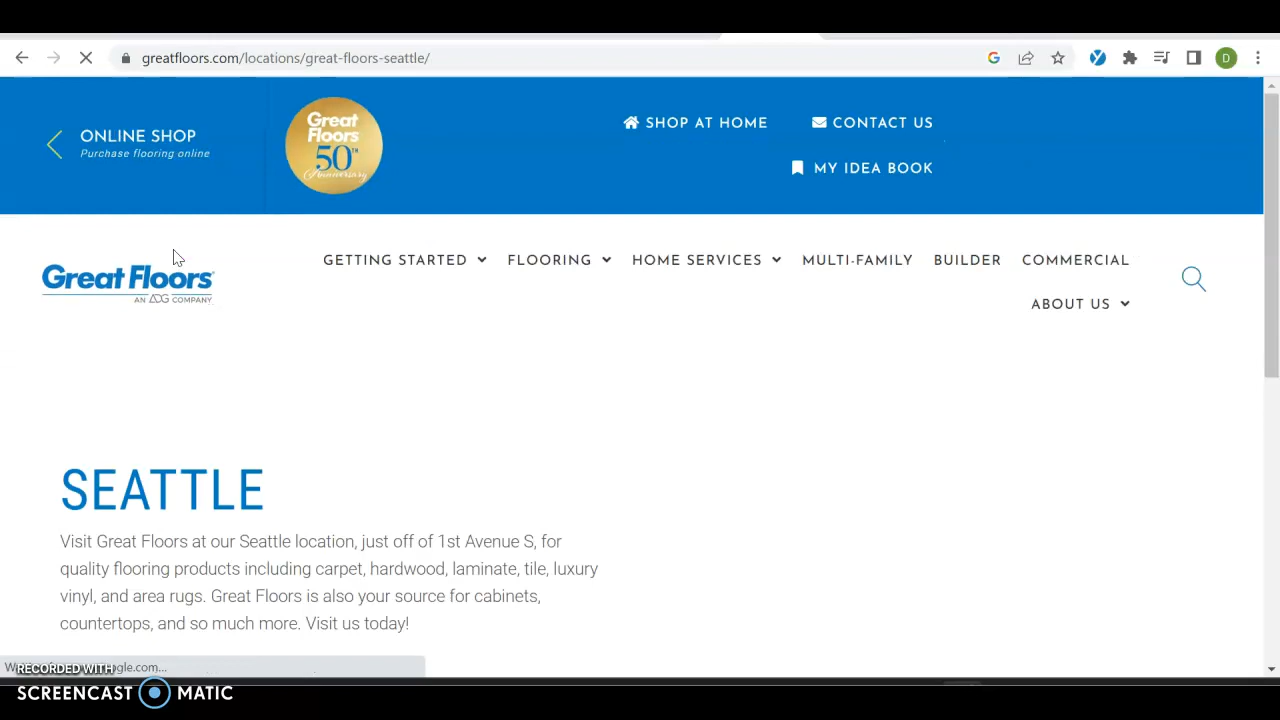 greatfloors.com/locations/great-floors-seattle/
D
ONLINE SHOP
Purchase flooring online
Great
Floors
50TH
Anniversary
SHOP AT HOME
CONTACT US
MY IDEA BOOK
Great Floors
AN ADG COMPANY
GETTING STARTED
FLOORING
HOME SERVICES
MULTI-FAMILY
BUILDER
COMMERCIAL
ABOUT US
SEATTLE
Visit Great Floors at our Seattle location, just off of 1st Avenue S, for
quality flooring products including carpet, hardwood, laminate, tile, luxury
vinyl, and area rugs. Great Floors is also your source for cabinets,
countertops, and so much more. Visit us today!
RECORDED WITH
SCREENCAST MATIC